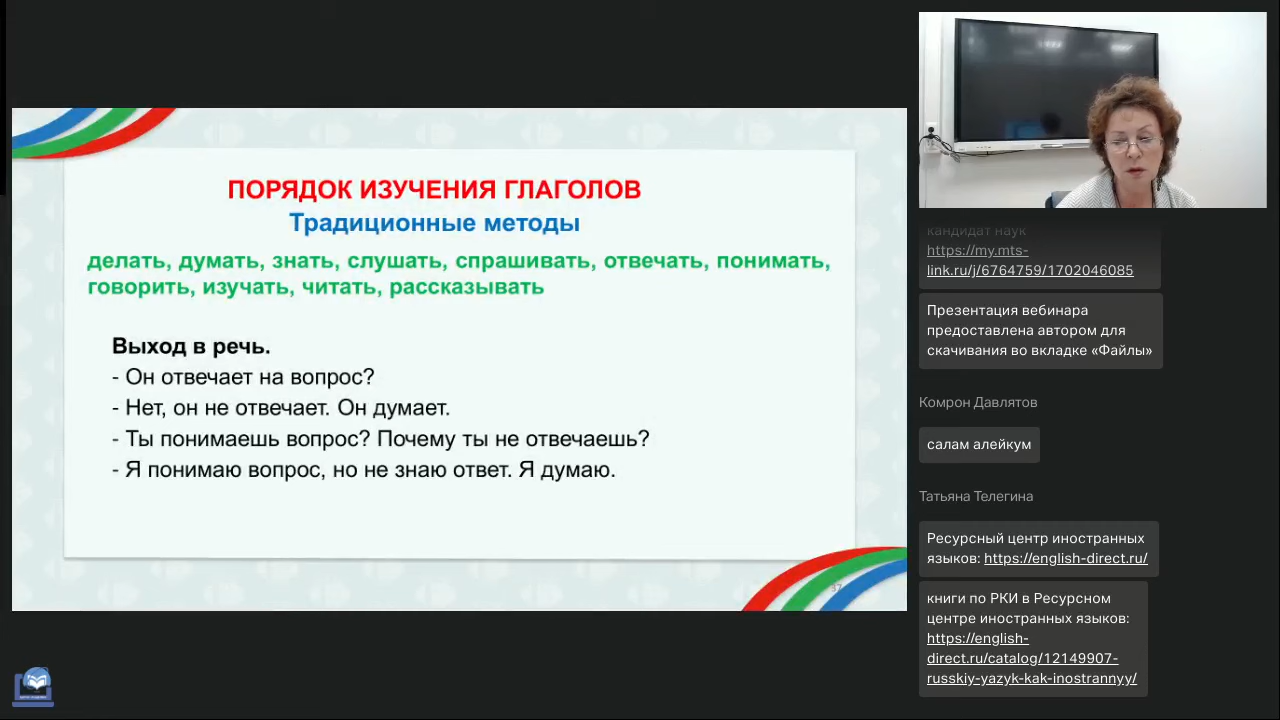 ПОРЯДОК ИЗУЧЕНИЯ ГЛАГОЛОВ
Традиционные методы
делать, думать, знать, слушать, спрашивать, отвечать, понимать,
говорить, изучать, читать, рассказывать
Выход в речь.
- Он отвечает на вопрос?
- Нет, он не отвечает. Он думает.
- Ты понимаешь вопрос? Почему ты не отвечаешь?
- Я понимаю вопрос, но не знаю ответ. Я думаю.
кандидат наук
https://my.mts-
link.ru/j/6764759/1702046085
Презентация вебинара
предоставлена автором для
скачивания во вкладке «Файлы»
Комрон Давлятов
салам алейкум
Татьяна Телегина
Ресурсный центр иностранных
языков: https://english-direct.ru/
книги по РКИ в Ресурсном
центре иностранных языков:
https://english-
direct.ru/catalog/12149907-
russkiy-yazyk-kak-inostrannyy/